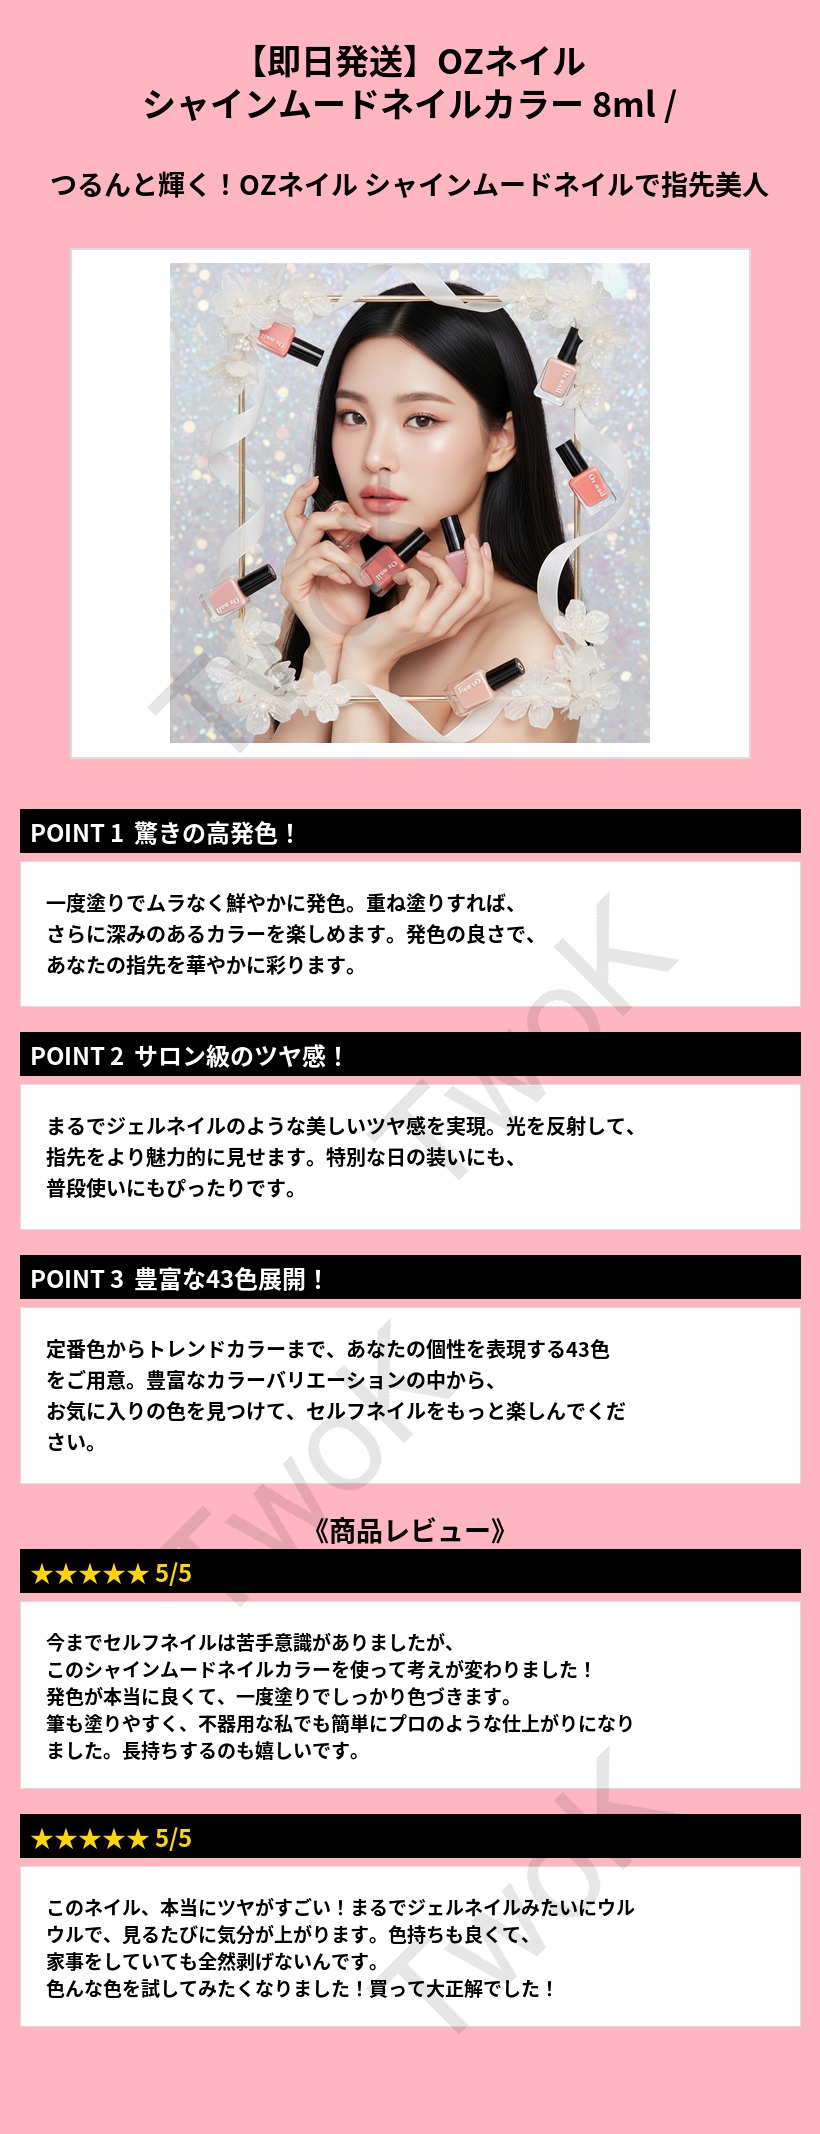 【即日発送】OZネイル
シャインムードネイルカラー 8ml /
つるんと輝く！OZネイル シャインムードネイルで指先美人
Oz nail
Oz nail
Oz nail
Oz nail
Oz nail
Oz nail
TwoK
POINT 1 驚きの高発色！
一度塗りでムラなく鮮やかに発色。重ね塗りすれば、
さらに深みのあるカラーを楽しめます。発色の良さで、
あなたの指先を華やかに彩ります。
TwoK
POINT 2 サロン級のツヤ感！
まるでジェルネイルのような美しいツヤ感を実現。光を反射して、
指先をより魅力的に見せます。特別な日の装いにも、
普段使いにもぴったりです。
POINT 3 豊富な43色展開！
定番色からトレンドカラーまで、あなたの個性を表現する43色
をご用意。豊富なカラーバリエーションの中から、
お気に入りの色を見つけて、セルフネイルをもっと楽しんでくだ
さい。
TwoK
《商品レビュー》
★★★★★ 5/5
今までセルフネイルは苦手意識がありましたが、
このシャインムードネイルカラーを使って考えが変わりました！
発色が本当に良くて、一度塗りでしっかり色づきます。
筆も塗りやすく、不器用な私でも簡単にプロのような仕上がりになり
ました。長持ちするのも嬉しいです。
★★★★★ 5/5
このネイル、本当にツヤがすごい！まるでジェルネイルみたいにウル
ウルで、見るたびに気分が上がります。色持ちも良くて、
家事をしていても全然剥げないんです。
色んな色を試してみたくなりました！買って大正解でした！
TwoK